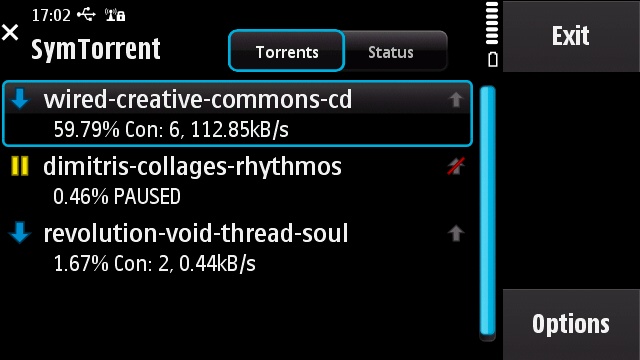 17:02
SymTorrent
Torrents
Status
Exit
wired-creative-commons-cd
59.79% Con: 6, 112.85kB/s
dimitris-collages-rhythmos
0.46% PAUSED
revolution-void-thread-soul
1.67% Con: 2, 0.44kB/s
Options